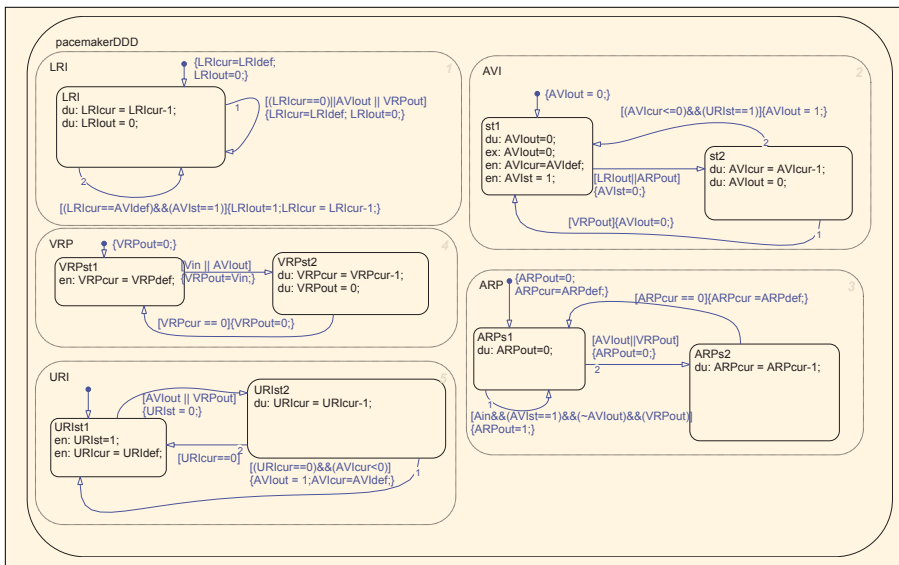 pacemakerDDD
LRI
1
{LRIcur=LRIdef;
LRIout=0;}
LRI
du: LRIcur = LRIcur-1;
du: LRIout = 0;
1
[(LRIcur==0)||AVIout || VRPout]
{LRIcur=LRIdef; LRIout=0;}
2
[(LRIcur==AVIdef)&&(AVIst==1)]{LRIout=1;LRIcur = LRIcur-1;}
AVI
2
{AVIout = 0;}
[(AVIcur<=0)&&(URIst==1)]{AVIout = 1;}
st1
du: AVIout=0;
ex: AVIout=0;
en: AVIcur=AVIdef;
en: AVIst = 1;
2
st2
du: AVIcur = AVIcur-1;
du: AVIout = 0;
[LRIout||ARPout]
{AVIst=0;}
[VRPout]{AVIout=0;}
1
VRP
4
{VRPout=0;}
VRPst1
en: VRPcur = VRPdef;
[Vin || AVIout]
{VRPout=Vin;}
VRPst2
du: VRPcur = VRPcur-1;
du: VRPout = 0;
[VRPcur == 0]{VRPout=0;}
ARP
3
{ARPout=0;
ARPcur=ARPdef;}
[ARPcur == 0]{ARPcur =ARPdef;}
ARPs1
du: ARPout=0;
[AVIout||VRPout]
{ARPout=0;}
2
ARPs2
du: ARPcur = ARPcur-1;
1
[Ain&&(AVIst==1)&&(~AVIout)&&(VRPout)]
{ARPout=1;}
URI
5
[AVIout || VRPout]
{URIst = 0;}
URIst2
du: URIcur = URIcur-1;
URIst1
en: URIst=1;
en: URIcur = URIdef;
2
[URIcur==0]
[(URIcur==0)&&(AVIcur<0)]
{AVIout = 1;AVIcur=AVIdef;}
1